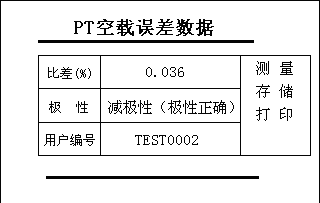 PT空载误差数据
比差(%) 0.036
极 性 减极性（极性正确）
用户编号 TEST0002
测 量
存 储
打 印